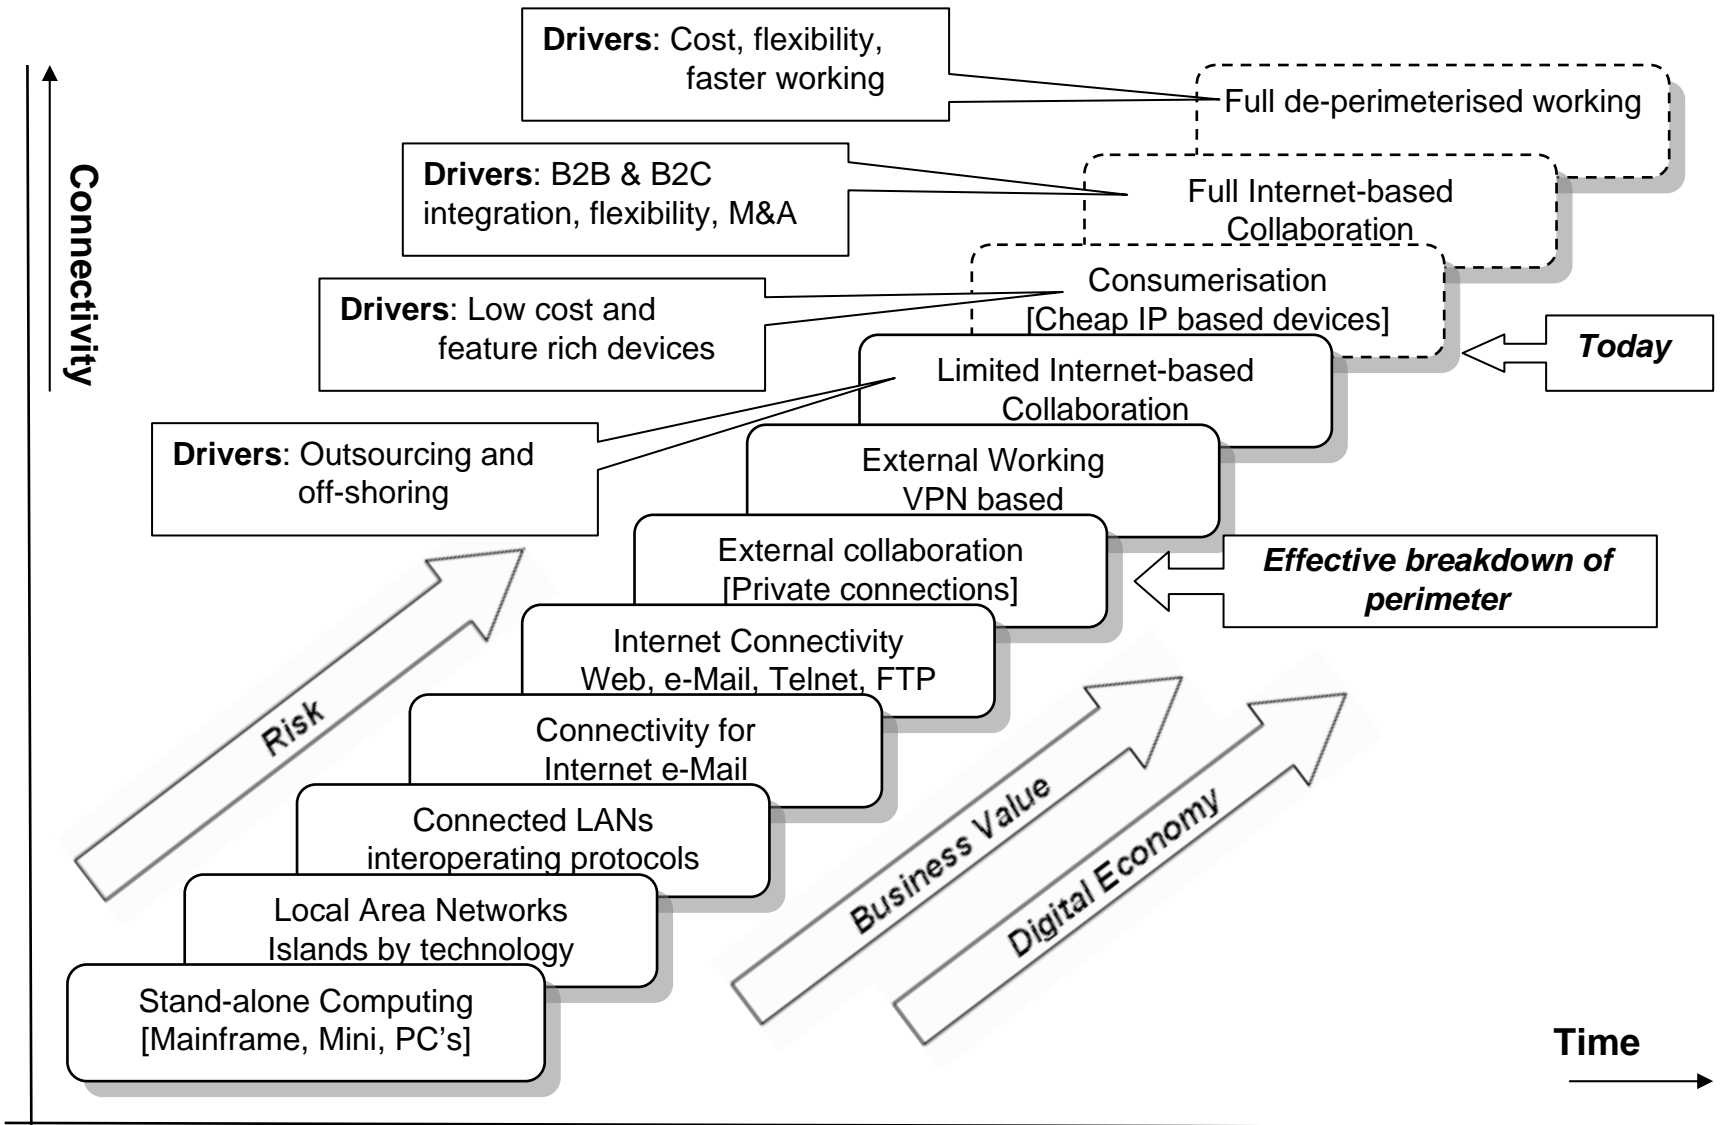 Drivers: Cost, flexibility,
faster working
Full de-perimeterised working
Connectivity
Drivers: B2B & B2C
integration, flexibility, M&A
Full Internet-based
Collaboration
Drivers: Low cost and
feature rich devices
Consumerisation
[Cheap IP based devices]
Today
Limited Internet-based
Collaboration
Drivers: Outsourcing and
off-shoring
External Working
VPN based
External collaboration
[Private connections]
Effective breakdown of
perimeter
Internet Connectivity
Web, e-Mail, Telnet, FTP
Risk
Connectivity for
Internet e-Mail
Connected LANs
interoperating protocols
Business Value
Digital Economy
Local Area Networks
Islands by technology
Stand-alone Computing
[Mainframe, Mini, PC’s]
Time